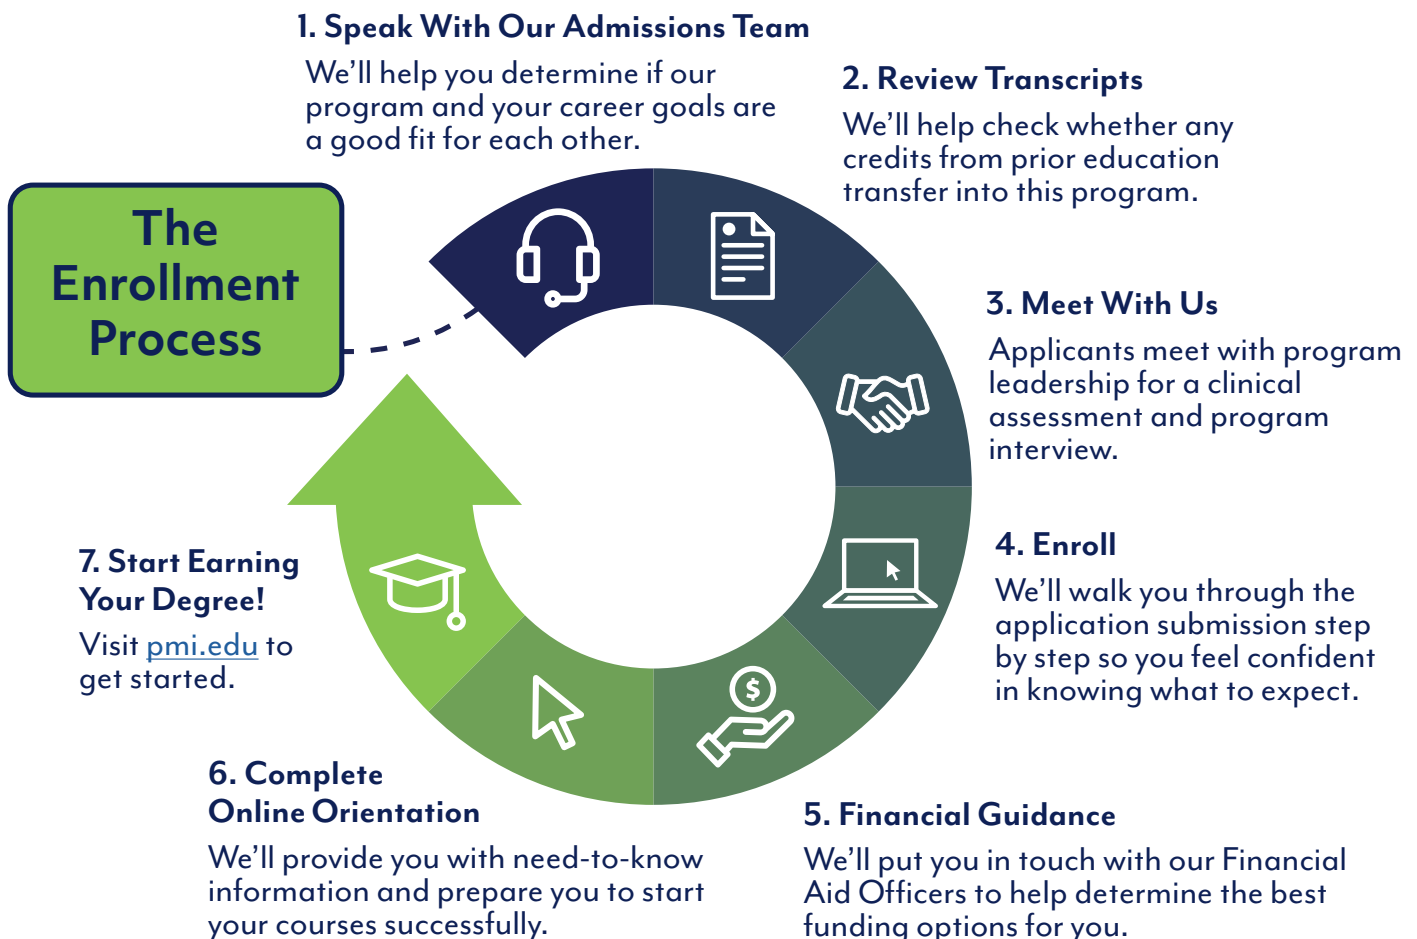 1. Speak With Our Admissions Team
We’ll help you determine if our
program and your career goals are
a good fit for each other.
2. Review Transcripts
We’ll help check whether any
credits from prior education
transfer into this program.
The
Enrollment
Process
3. Meet With Us
Applicants meet with program
leadership for a clinical
assessment and program
interview.
4. Enroll
We’ll walk you through the
application submission step
by step so you feel confident
in knowing what to expect.
$
5. Financial Guidance
We’ll put you in touch with our Financial
Aid Officers to help determine the best
funding options for you.
6. Complete
Online Orientation
We’ll provide you with need-to-know
information and prepare you to start
your courses successfully.
7. Start Earning
Your Degree!
Visit pmi.edu to
get started.